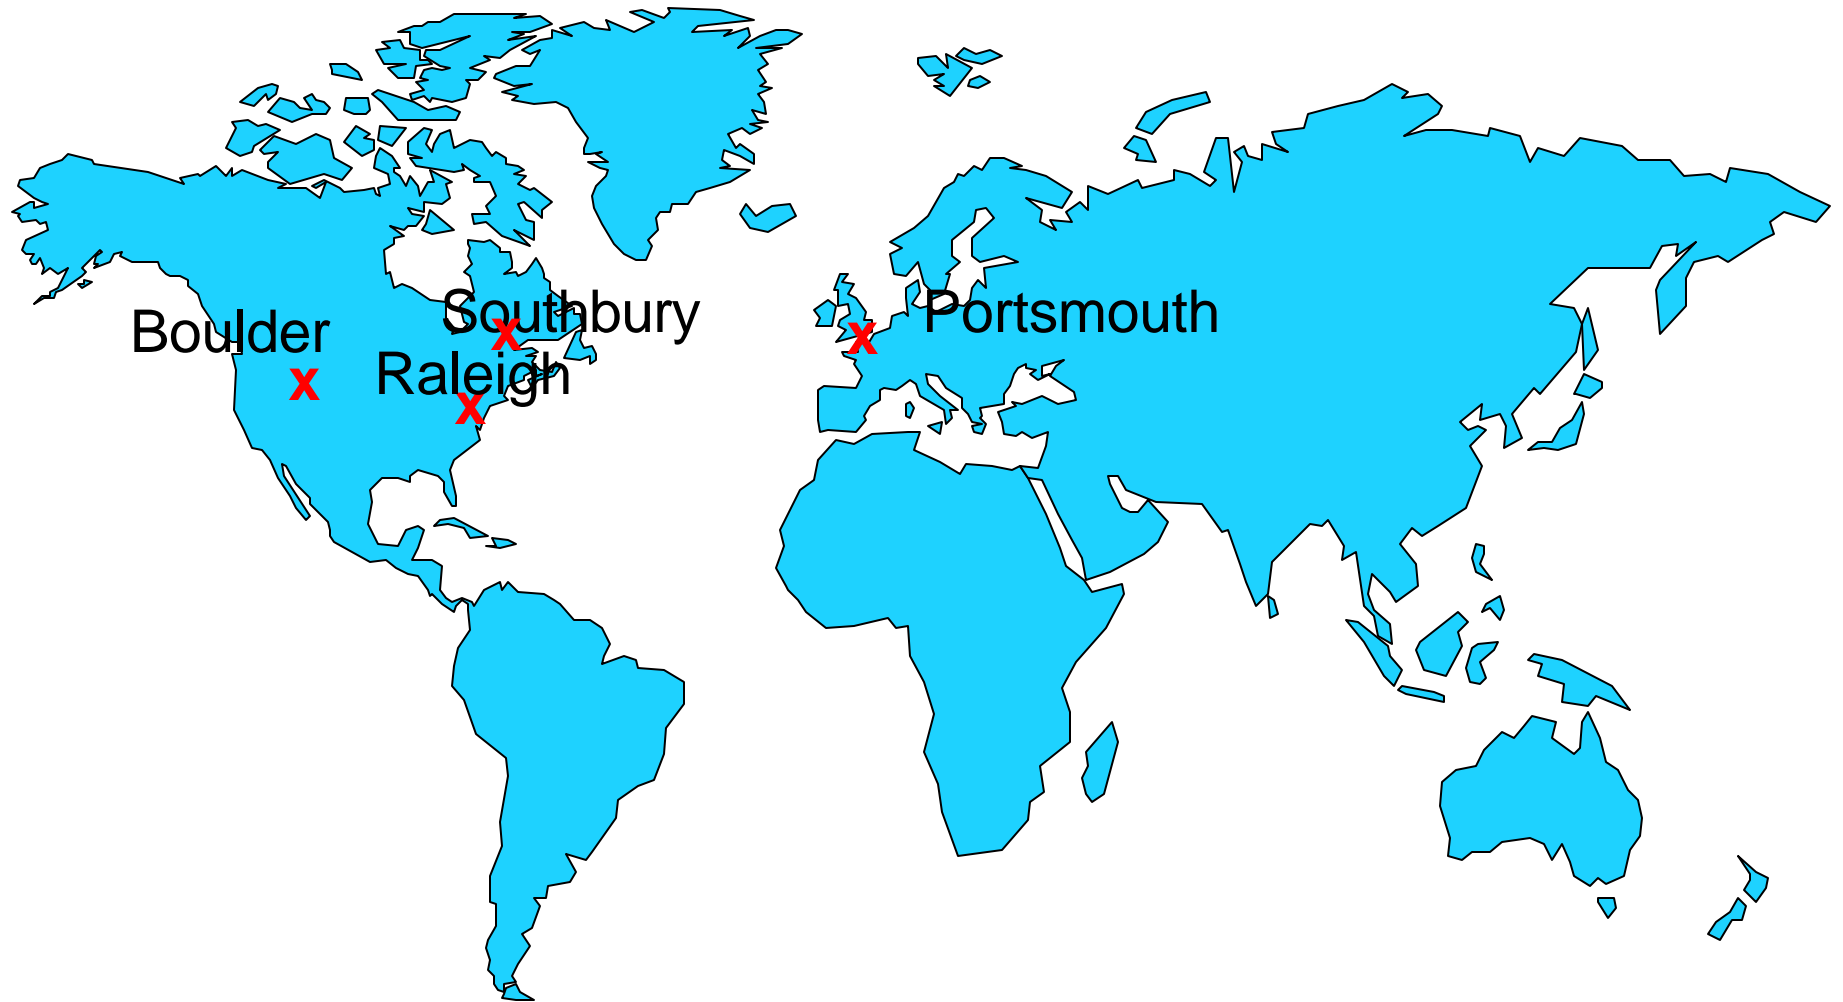 Southbury
Portsmouth
Boulder
x
x
Raleigh
x
x